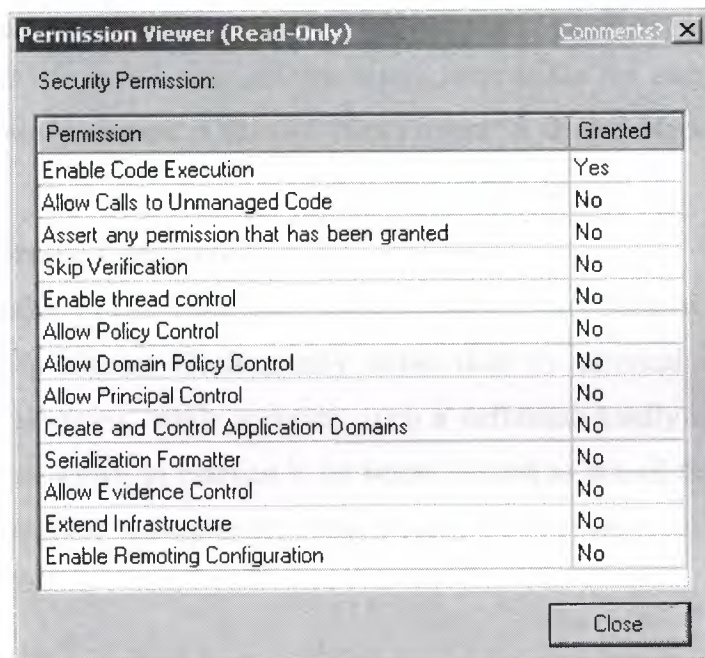 Permission Viewer (Read-Only) Comments?
Security Permission:
Permission Granted
Enable Code Execution Yes
Allow Calls to Unmanaged Code No
Assert any permission that has been granted No
Skip Verification No
Enable thread control No
Allow Policy Control No
Allow Domain Policy Control No
Allow Principal Control No
Create and Control Application Domains No
Serialization Formatter No
Allow Evidence Control No
Extend Infrastructure No
Enable Remoting Configuration No
Close